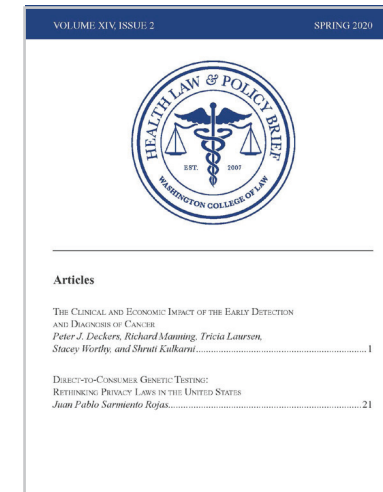 VOLUME XIV, ISSUE 2 SPRING 2020
HEALTH LAW & POLICY BRIEF
EST. 2007
WASHINGTON COLLEGE OF LAW
Articles
THE CLINICAL AND ECONOMIC IMPACT OF THE EARLY DETECTION
AND DIAGNOSIS OF CANCER
Peter J. Deckers, Richard Manning, Tricia Laursen,
Stacey Worthy, and Shruti Kulkarni..........................................................................1
DIRECT-TO-CONSUMER GENETIC TESTING:
RETHINKING PRIVACY LAWS IN THE UNITED STATES
Juan Pablo Sarmiento Rojas..................................................................................21